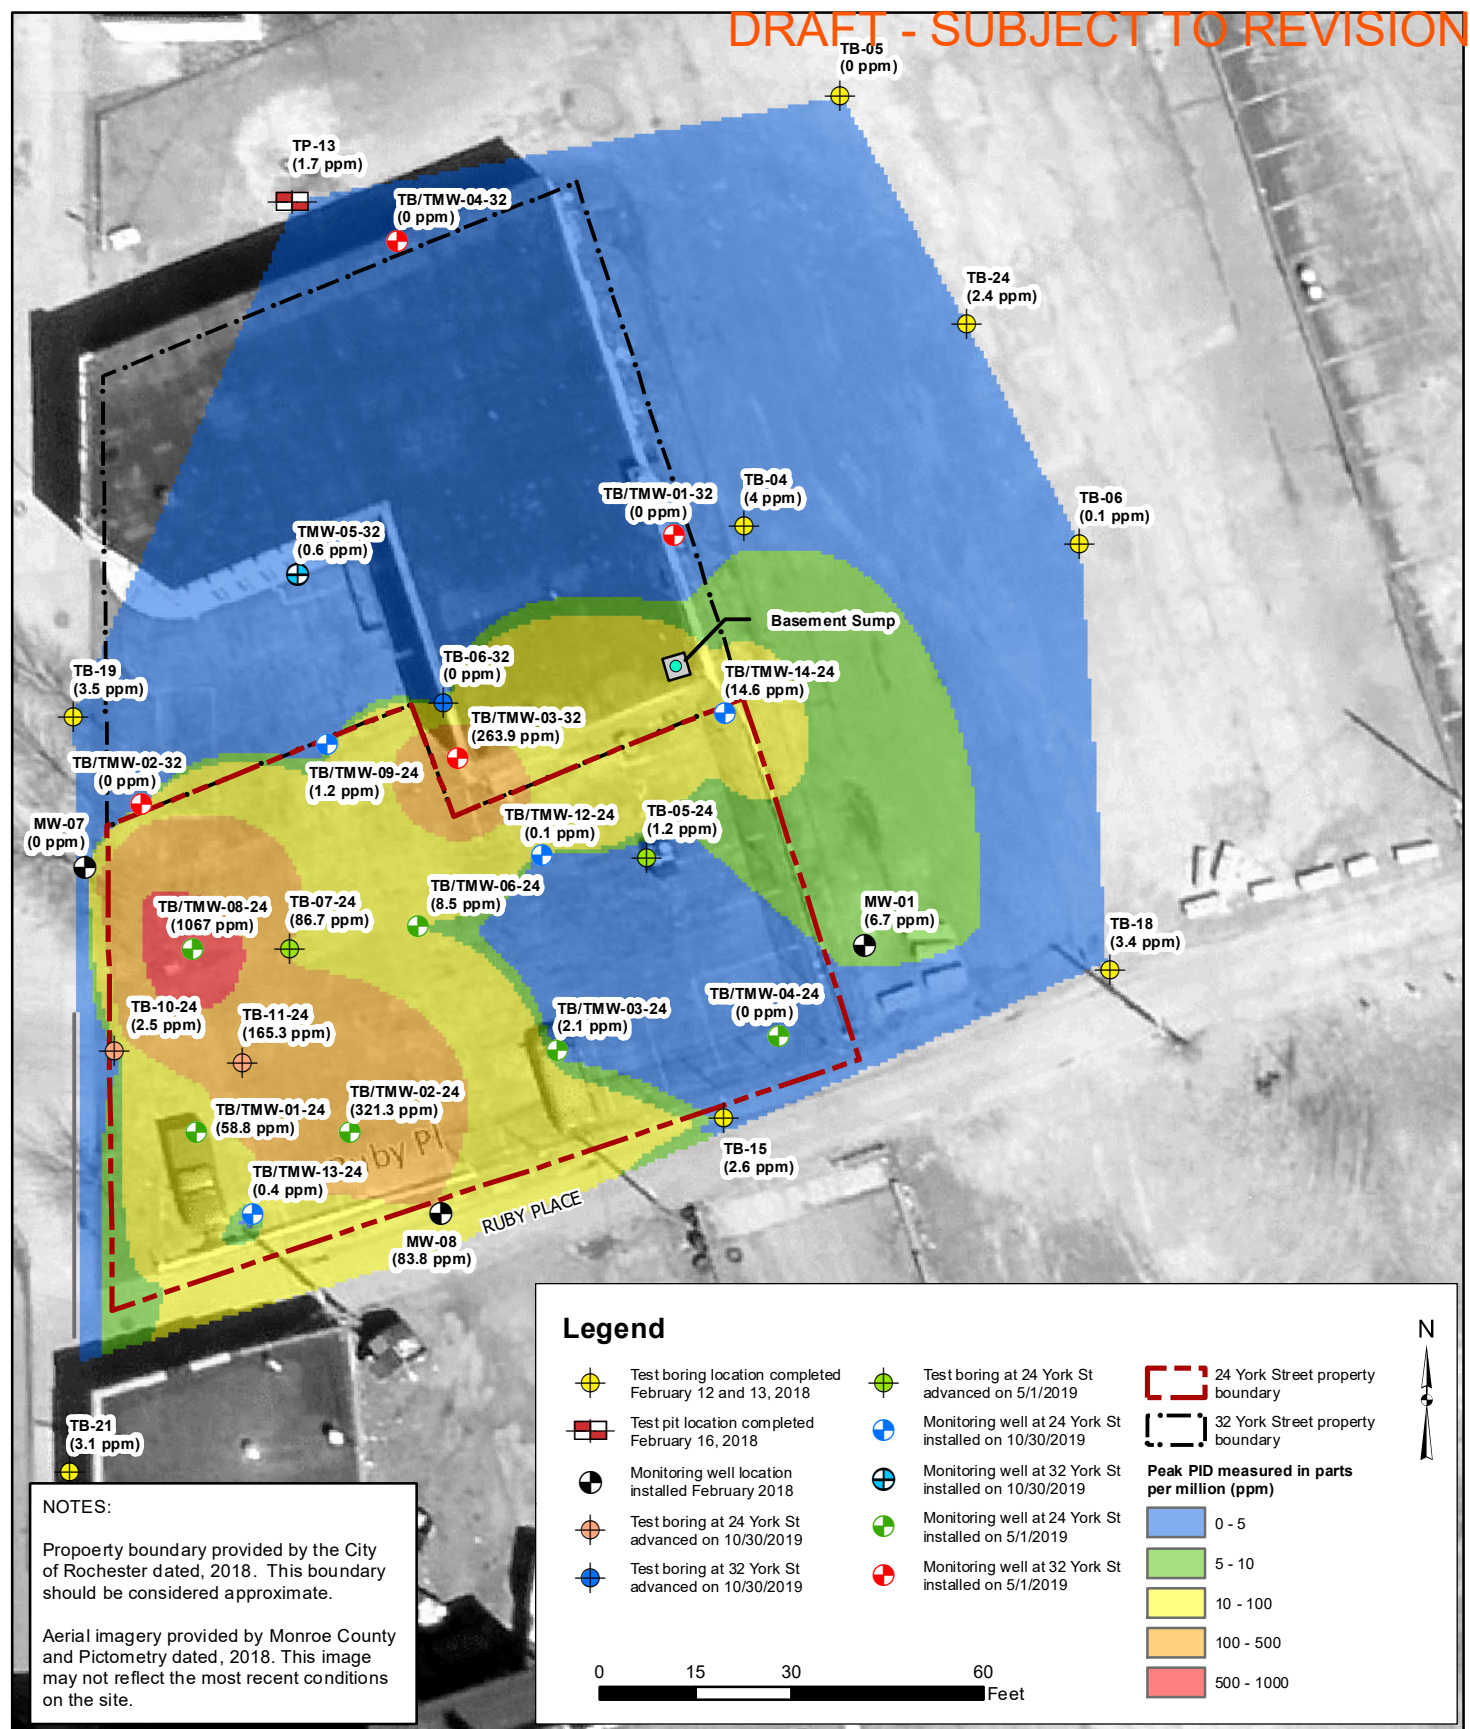 DRAFT - SUBJECT TO REVISION
TB-05
(0 ppm)
TP-13
(1.7 ppm)
TB/TMW-04-32
(0 ppm)
TB-24
(2.4 ppm)
TB/TMW-01-32
(0 ppm)
TB-04
(4 ppm)
TB-06
(0.1 ppm)
TMW-05-32
(0.6 ppm)
Basement Sump
TB-19
(3.5 ppm)
TB-06-32
(0 ppm)
TB/TMW-14-24
(14.6 ppm)
TB/TMW-03-32
(263.9 ppm)
TB/TMW-02-32
(0 ppm)
TB/TMW-09-24
(1.2 ppm)
MW-07
(0 ppm)
TB/TMW-12-24
(0.1 ppm)
TB-05-24
(1.2 ppm)
TB/TMW-06-24
(8.5 ppm)
TB/TMW-08-24
(1067 ppm)
TB-07-24
(86.7 ppm)
MW-01
(6.7 ppm)
TB-18
(3.4 ppm)
TB-10-24
(2.5 ppm)
TB-11-24
(165.3 ppm)
TB/TMW-03-24
(2.1 ppm)
TB/TMW-04-24
(0 ppm)
TB/TMW-01-24
(58.8 ppm)
TB/TMW-02-24
(321.3 ppm)
Ruby Pl
TB-15
(2.6 ppm)
TB/TMW-13-24
(0.4 ppm)
RUBY PLACE
MW-08
(83.8 ppm)
TB-21
(3.1 ppm)
NOTES:
Propoerty boundary provided by the City
of Rochester dated, 2018. This boundary
should be considered approximate.
Aerial imagery provided by Monroe County
and Pictometry dated, 2018. This image
may not reflect the most recent conditions
on the site.
Legend
Test boring location completed
February 12 and 13, 2018
Test pit location completed
February 16, 2018
Monitoring well location
installed February 2018
Test boring at 24 York St
advanced on 10/30/2019
Test boring at 32 York St
advanced on 10/30/2019
Test boring at 24 York St
advanced on 5/1/2019
Monitoring well at 24 York St
installed on 10/30/2019
Monitoring well at 32 York St
installed on 10/30/2019
Monitoring well at 24 York St
installed on 5/1/2019
Monitoring well at 32 York St
installed on 5/1/2019
24 York Street property
boundary
32 York Street property
boundary
Peak PID measured in parts
per million (ppm)
0 - 5
5 - 10
10 - 100
100 - 500
500 - 1000
N
0 15 30 60
Feet